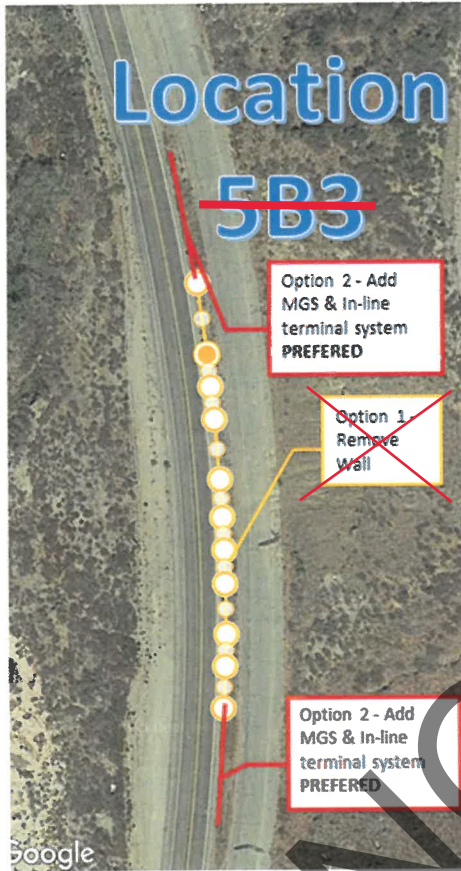 Location
5B3
Option 2 - Add
MGS & In-line
terminal system
PREFERED
Option 1 -
Remove
Wall
Option 2 - Add
MGS & In-line
terminal system
PREFERED
Google